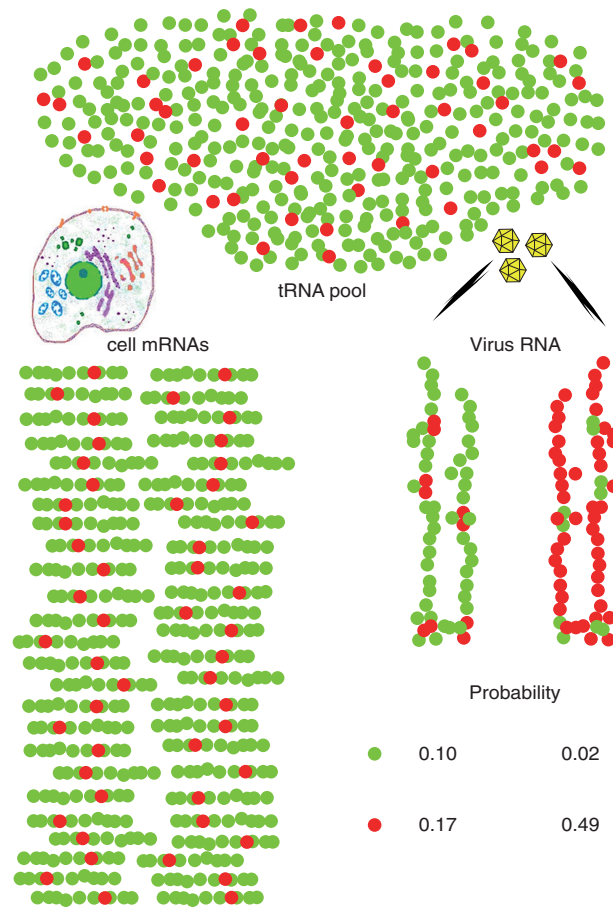 tRNA pool
cell mRNAs
Virus RNA
Probability
0.10 0.02
0.17 0.49